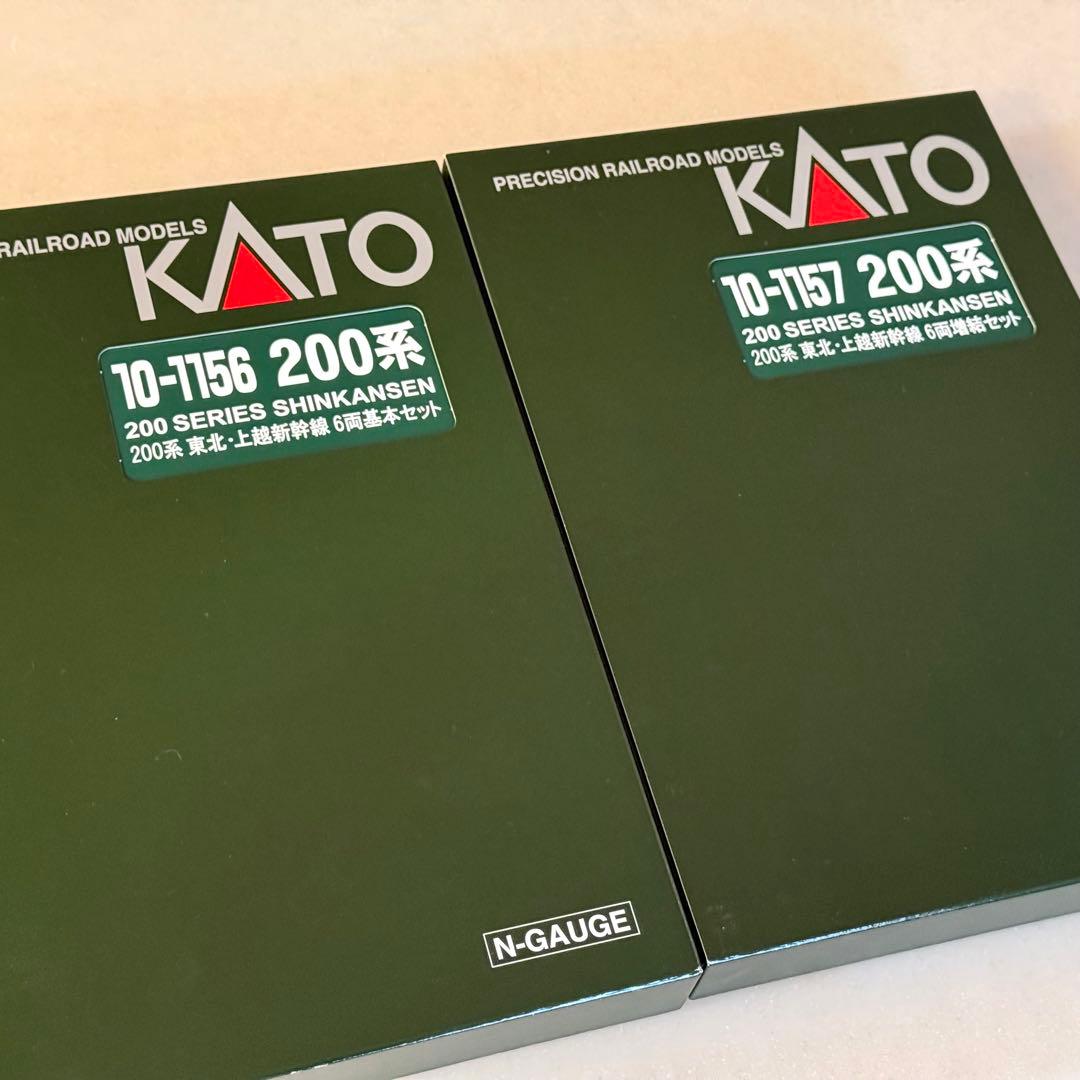 RAILROAD MODELS
KATO
10-1156 200系
200 SERIES SHINKANSEN
200系 東北・上越新幹線 6両基本セット
N-GAUGE
PRECISION RAILROAD MODELS
KATO
10-1157 200系
200 SERIES SHINKANSEN
200系 東北・上越新幹線 6両増結セット